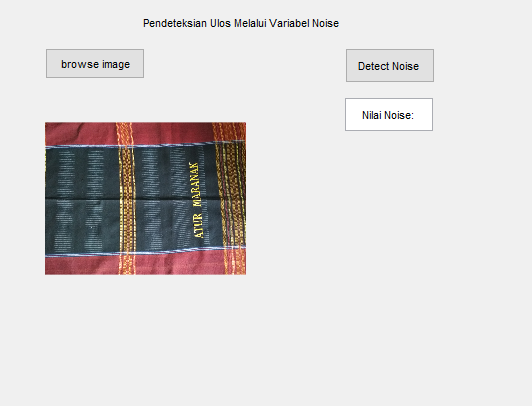 Pendeteksian Ulos Melalui Variabel Noise
browse image
Detect Noise
Nilai Noise:
ATUR MARANAK